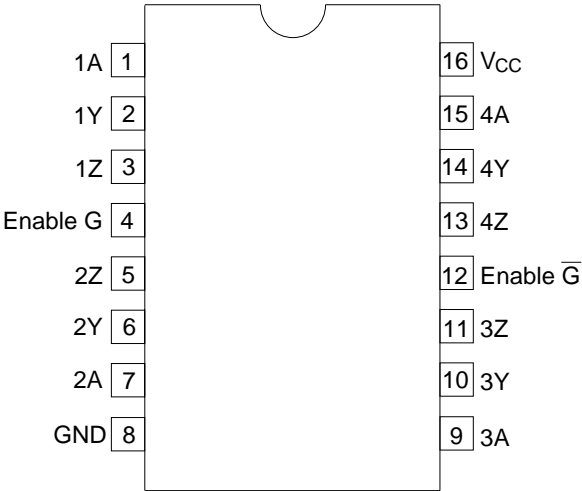 1A 1 16 VCC
1Y 2 15 4A
1Z 3 14 4Y
Enable G 4 13 4Z
2Z 5 12 Enable G̅
2Y 6 11 3Z
2A 7 10 3Y
GND 8 9 3A